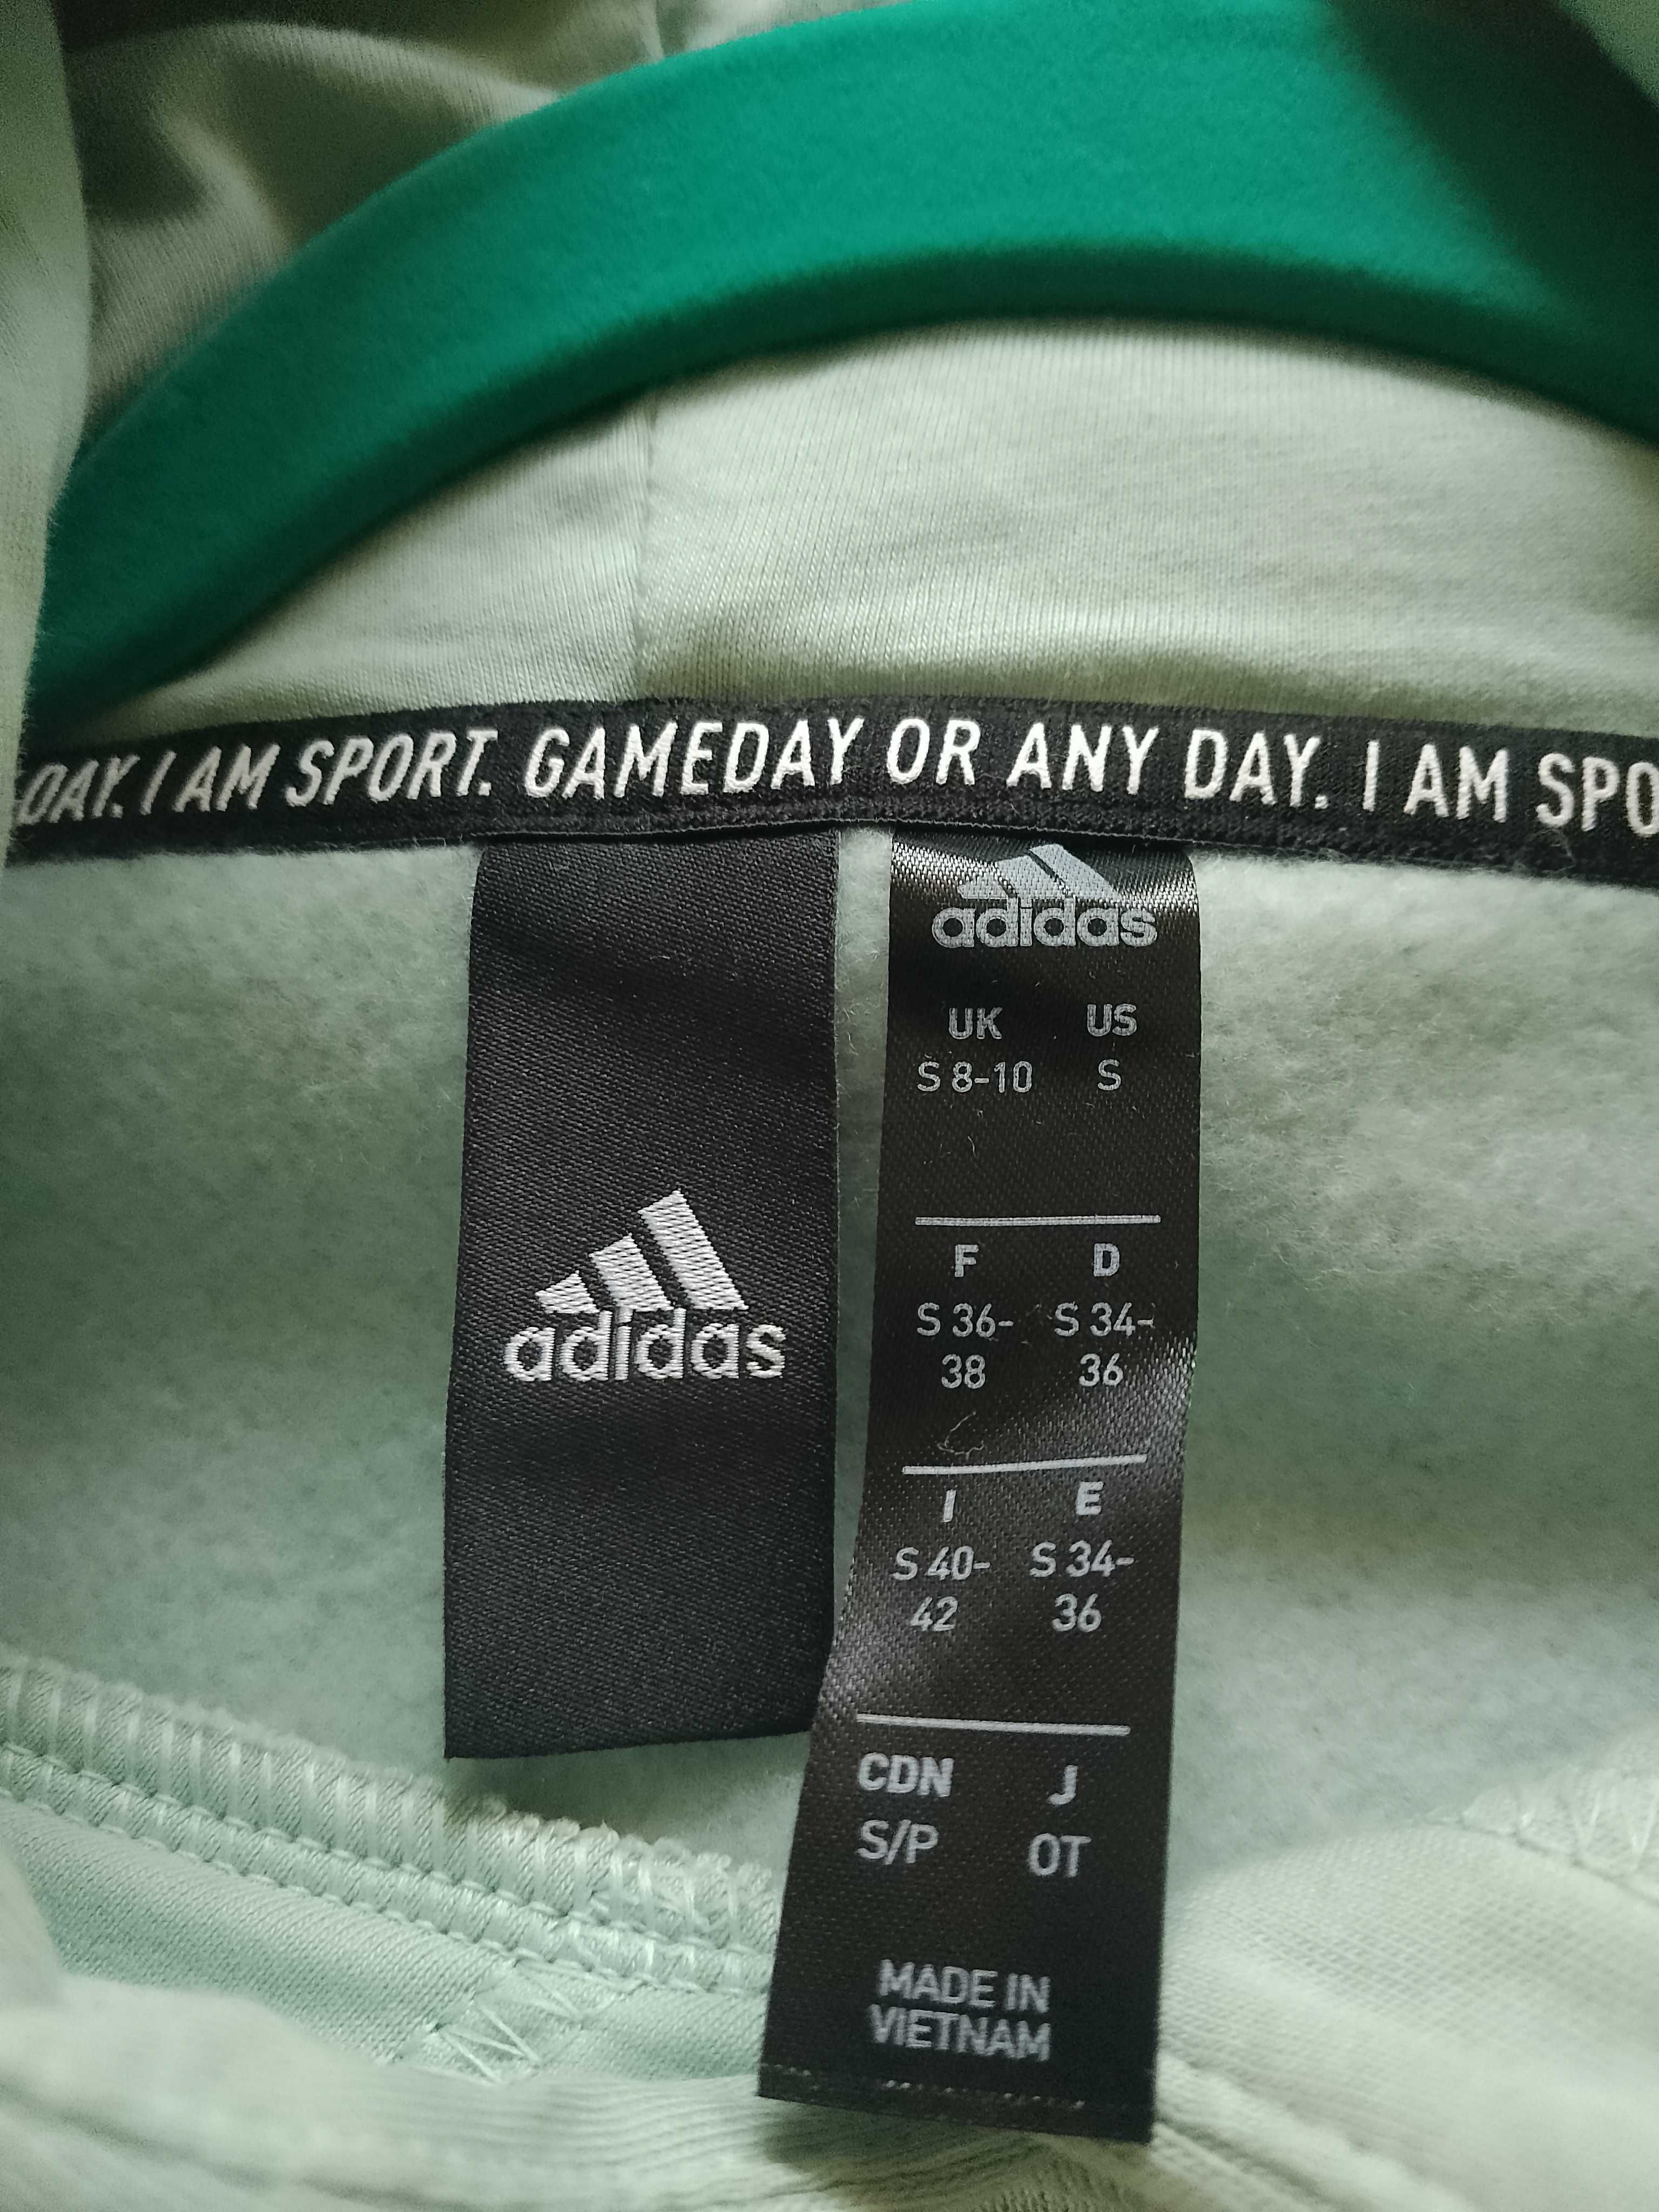 DAY. I AM SPORT. GAMEDAY OR ANY DAY. I AM SPO
adidas
adidas
UK US
S 8-10 S
F D
S 36- S 34-
38 36
I E
S 40- S 34-
42 36
CDN J
S/P OT
MADE IN
VIETNAM